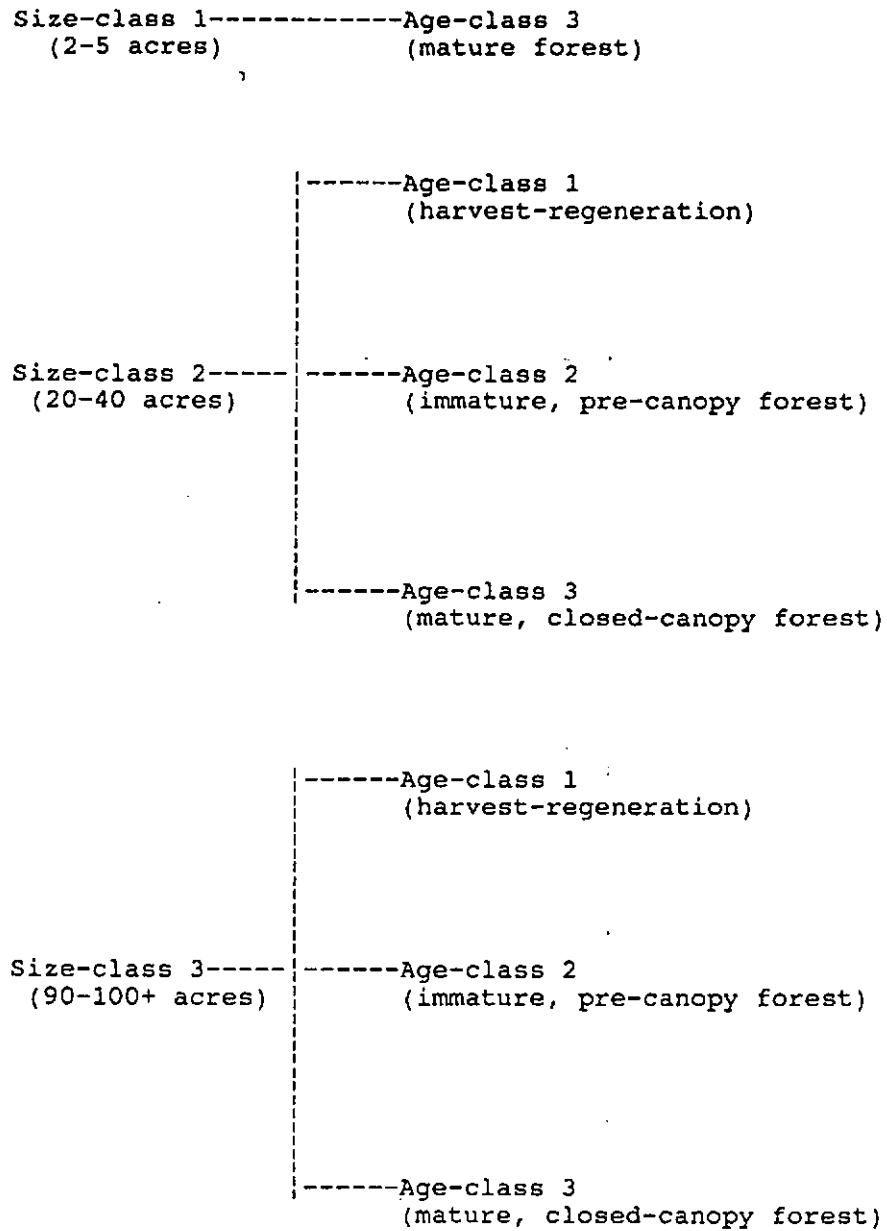 Size-class 1------------Age-class 3
(2-5 acres) (mature forest)
------Age-class 1
(harvest-regeneration)
Size-class 2----- ------Age-class 2
(20-40 acres) (immature, pre-canopy forest)
------Age-class 3
(mature, closed-canopy forest)
------Age-class 1
(harvest-regeneration)
Size-class 3----- ------Age-class 2
(90-100+ acres) (immature, pre-canopy forest)
------Age-class 3
(mature, closed-canopy forest)